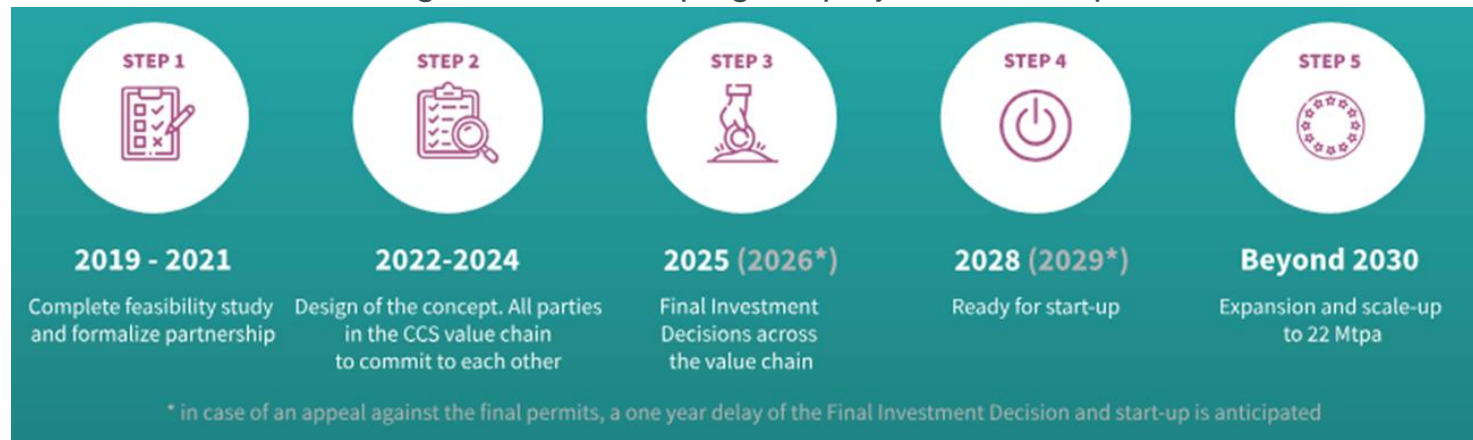 STEP 1
STEP 2
STEP 3
STEP 4
STEP 5
2019 - 2021
2022-2024
2025 (2026*)
2028 (2029*)
Beyond 2030
Complete feasibility study
and formalize partnership
Design of the concept. All parties
in the CCS value chain
to commit to each other
Final Investment
Decisions across
the value chain
Ready for start-up
Expansion and scale-up
to 22 Mtpa
* in case of an appeal against the final permits, a one year delay of the Final Investment Decision and start-up is anticipated